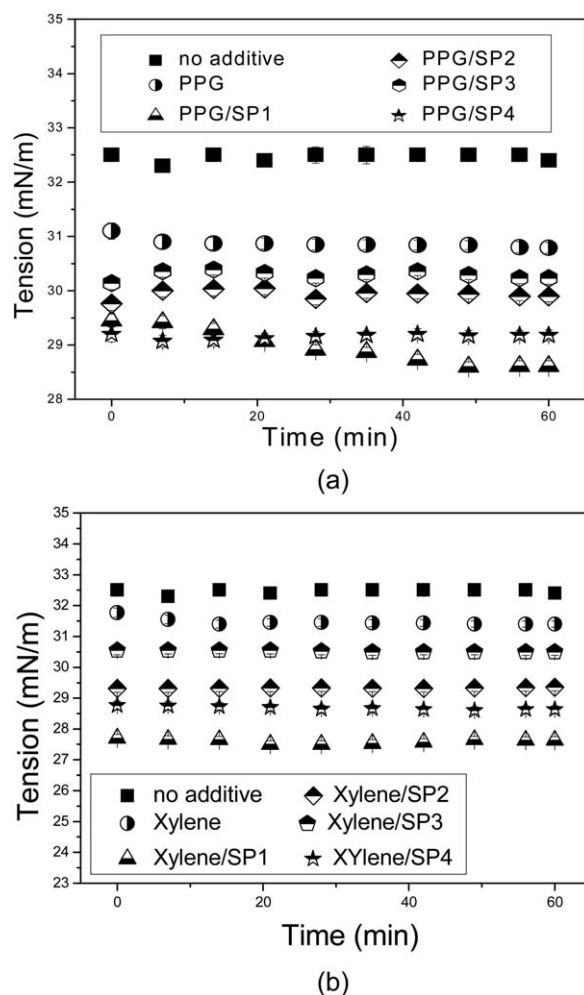 35
no additive PPG/SP2
34
PPG PPG/SP3
PPG/SP1 PPG/SP4
33
32
31
30
29
28
Tension (mN/m)
0 20 40 60
Time (min)
(a)
35
34
33
32
31
30
29
28
27
26
25
24
23
Tension (mN/m)
no additive Xylene/SP2
Xylene Xylene/SP3
Xylene/SP1 XYlene/SP4
0 20 40 60
Time (min)
(b)